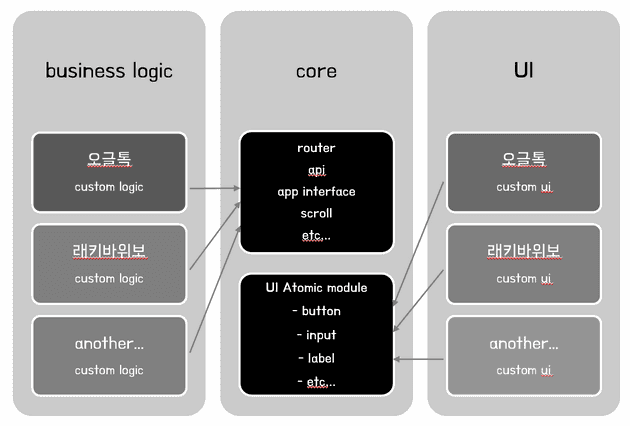 business logic
오글톡
custom logic
래키바위보
custom logic
another...
custom logic
core
router
api
app interface
scroll
etc...
UI Atomic module
- button
- input
- label
- etc...
UI
오글톡
custom ui
래키바위보
custom ui
another...
custom ui